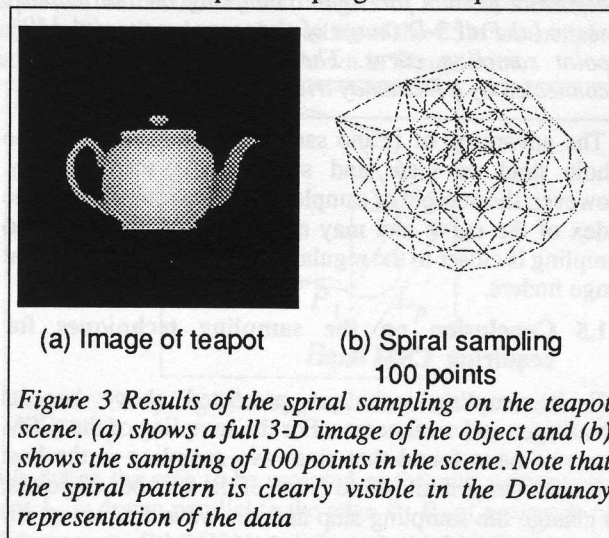 (a) Image of teapot
(b) Spiral sampling
100 points
Figure 3 Results of the spiral sampling on the teapot
scene. (a) shows a full 3-D image of the object and (b)
shows the sampling of 100 points in the scene. Note that
the spiral pattern is clearly visible in the Delaunay
representation of the data